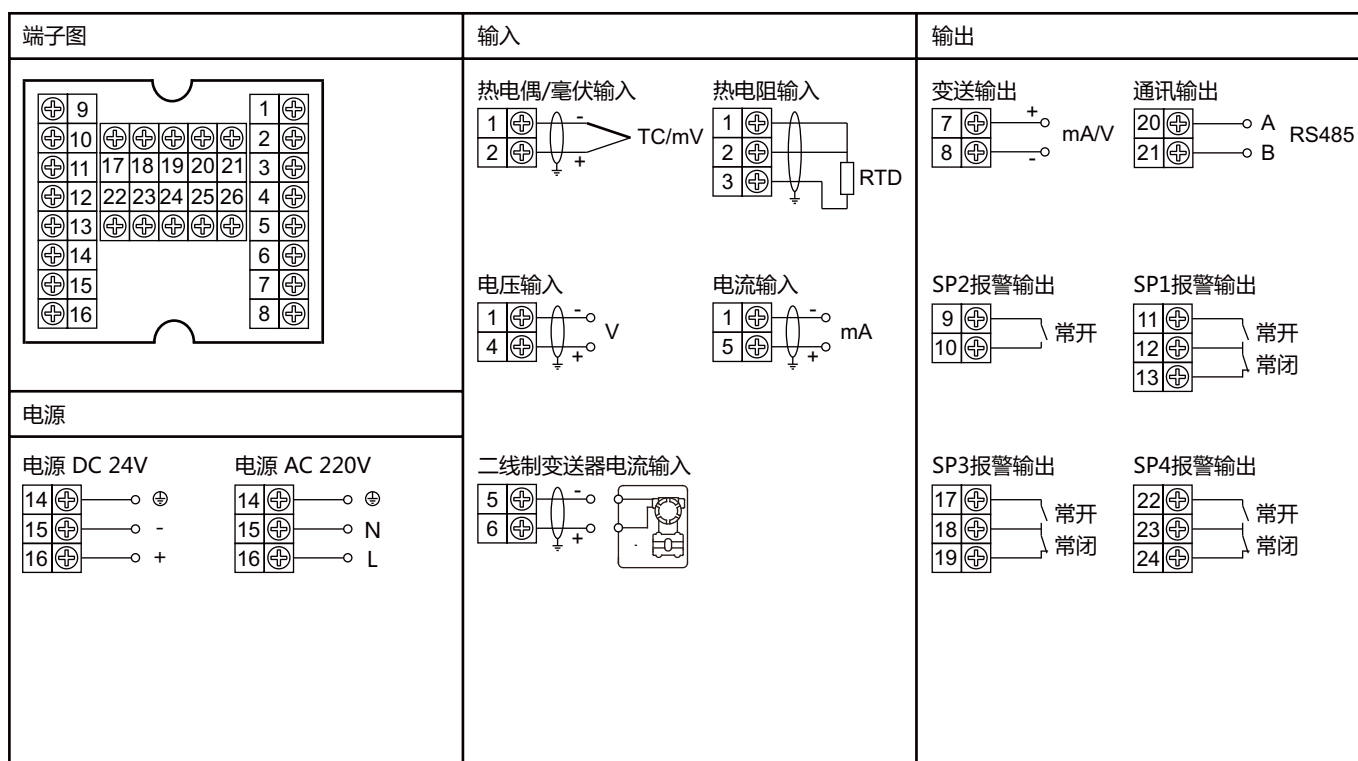 端子图
9 1
10 2
11 17 18 19 20 21 3
12 22 23 24 25 26 4
13 5
14 6
15 7
16 8
电源
电源 DC 24V
14
15 -
16 +
电源 AC 220V
14
15 N
16 L
输入
热电偶/毫伏输入
1 -
2 +
TC/mV
热电阻输入
1
2
3
RTD
电压输入
1 -
4 +
V
电流输入
1 -
5 +
mA
二线制变送器电流输入
5 -
6 +
输出
变送输出
7 +
8 -
mA/V
通讯输出
20 A
21 B
RS485
SP2报警输出
9
10
常开
SP1报警输出
11
12
13
常开
常闭
SP3报警输出
17
18
19
常开
常闭
SP4报警输出
22
23
24
常开
常闭